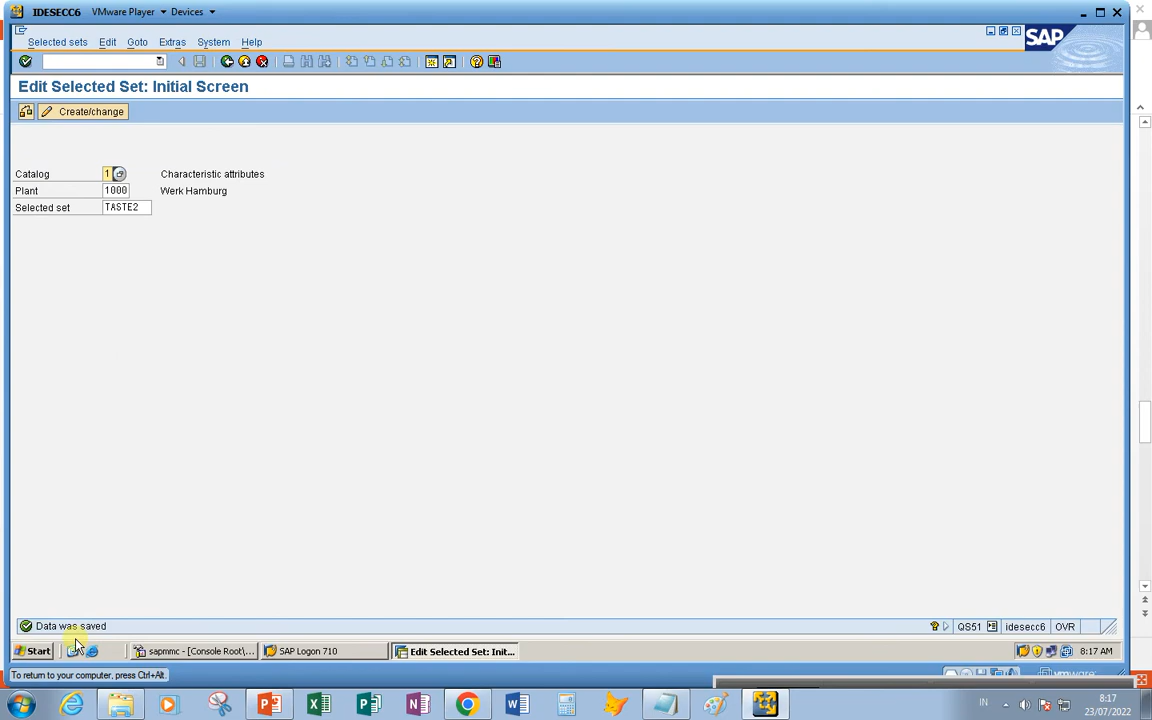 IDESECC6 VMware Player Devices
Selected sets Edit Goto Extras System Help
SAP
Edit Selected Set: Initial Screen
Create/change
Catalog 1 Characteristic attributes
Plant 1000 Werk Hamburg
Selected set TASTE2
Data was saved
QS51 idesecc6 OVR
Start sapmmc - [Console Root\... SAP Logon 710 Edit Selected Set: Init... 8:17 AM
To return to your computer, press Ctrl+Alt.
vmware
IN 8:17
23/07/2022